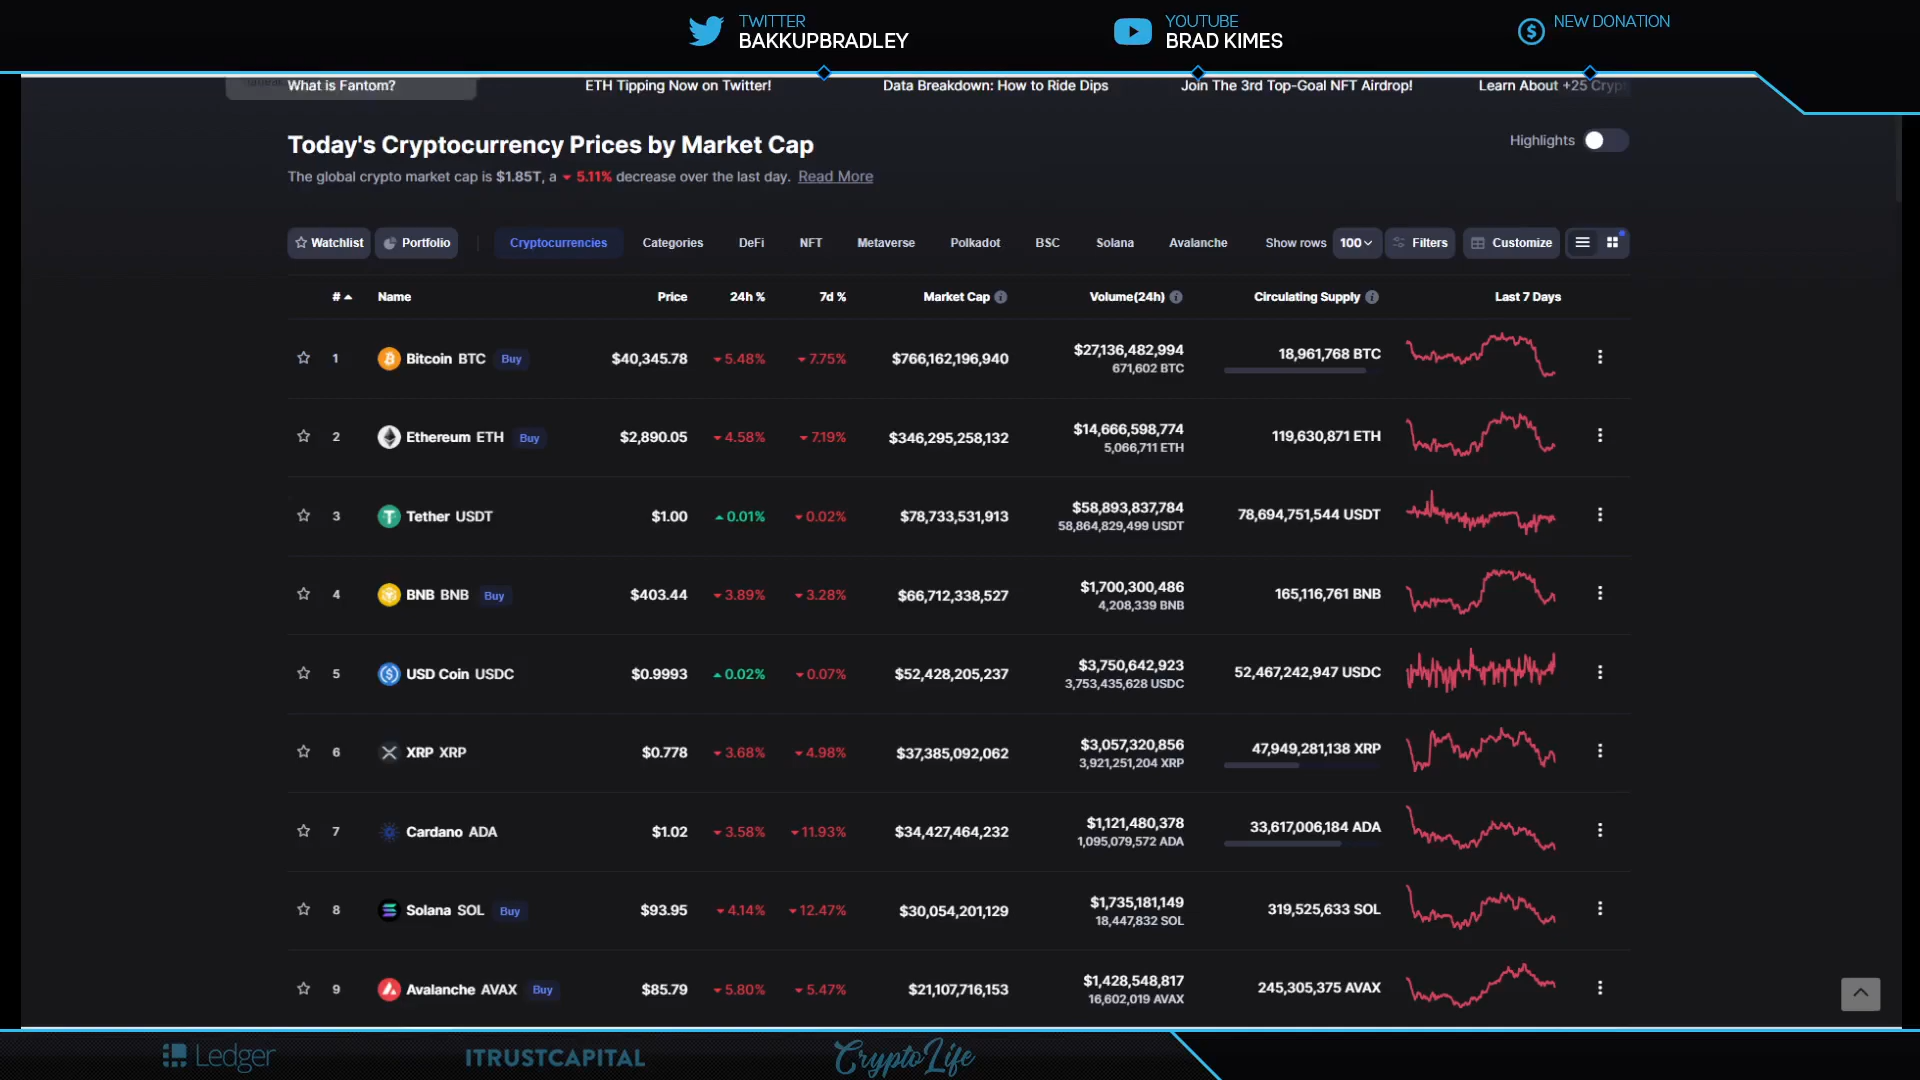 TWITTER
BAKKUPBRADLEY
YOUTUBE
BRAD KIMES
NEW DONATION
What is Fantom?
ETH Tipping Now on Twitter!
Data Breakdown: How to Ride Dips
Join The 3rd Top-Goal NFT Airdrop!
Learn About +25 Cryp
Today's Cryptocurrency Prices by Market Cap
Highlights
The global crypto market cap is $1.85T, a 5.11% decrease over the last day. Read More
Watchlist Portfolio Cryptocurrencies Categories DeFi NFT Metaverse Polkadot BSC Solana Avalanche Show rows 100 Filters Customize
# Name Price 24h % 7d % Market Cap Volume(24h) Circulating Supply Last 7 Days
1 Bitcoin BTC Buy $40,345.78 5.48% 7.75% $766,162,196,940 $27,136,482,994 18,961,768 BTC
671,602 BTC
2 Ethereum ETH Buy $2,890.05 4.58% 7.19% $346,295,258,132 $14,666,598,774 119,630,871 ETH
5,066,711 ETH
3 Tether USDT $1.00 0.01% 0.02% $78,733,531,913 $58,893,837,784 78,694,751,544 USDT
58,864,829,499 USDT
4 BNB BNB Buy $403.44 3.89% 3.28% $66,712,338,527 $1,700,300,486 165,116,761 BNB
4,208,339 BNB
5 USD Coin USDC $0.9993 0.02% 0.07% $52,428,205,237 $3,750,642,923 52,467,242,947 USDC
3,753,435,628 USDC
6 XRP XRP $0.778 3.68% 4.98% $37,385,092,062 $3,057,320,856 47,949,281,138 XRP
3,921,251,204 XRP
7 Cardano ADA $1.02 3.58% 11.93% $34,427,464,232 $1,121,480,378 33,617,006,184 ADA
1,095,079,572 ADA
8 Solana SOL Buy $93.95 4.14% 12.47% $30,054,201,129 $1,735,181,149 319,525,633 SOL
18,447,832 SOL
9 Avalanche AVAX Buy $85.79 5.80% 5.47% $21,107,716,153 $1,428,548,817 245,305,375 AVAX
16,602,019 AVAX
Ledger
ITRUSTCAPITAL
CryptoLife